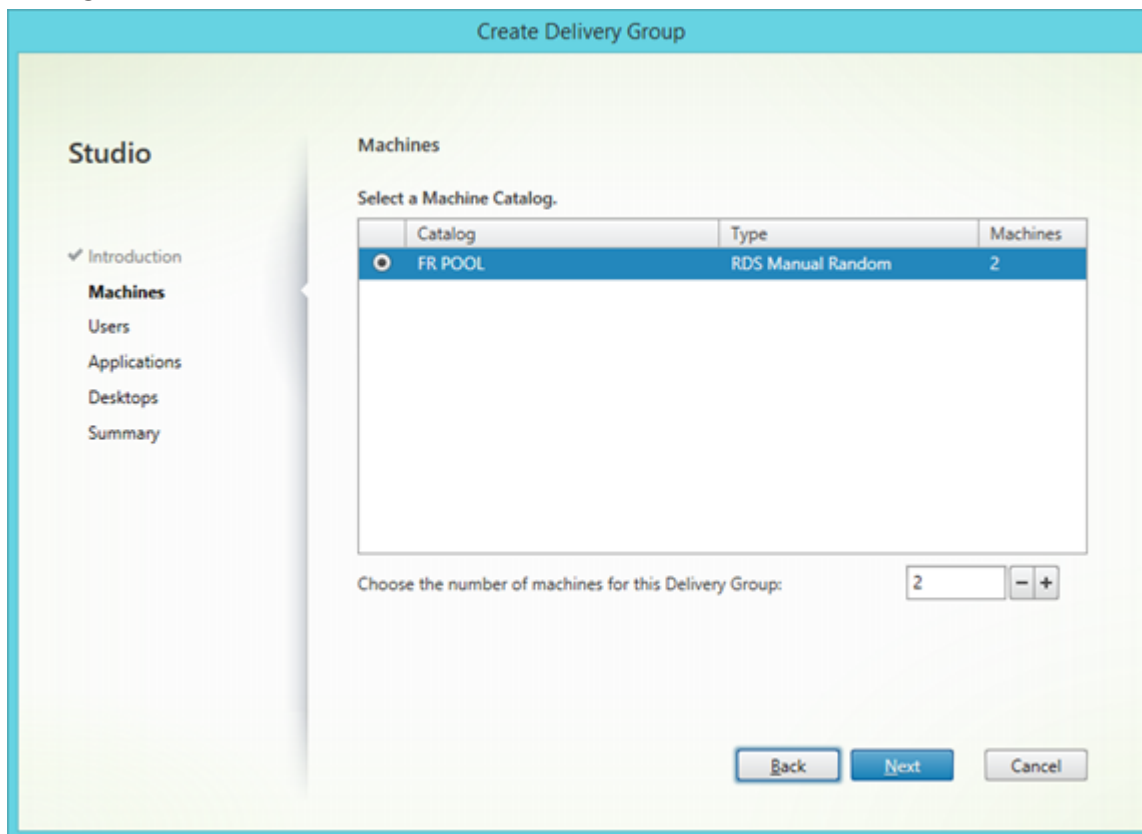 Create Delivery Group
Studio
Introduction
Machines
Users
Applications
Desktops
Summary
Machines
Select a Machine Catalog.
Catalog Type Machines
FR POOL RDS Manual Random 2
Choose the number of machines for this Delivery Group: 2 - +
Back Next Cancel